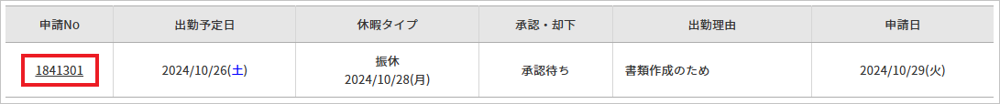 申請No 出勤予定日 休暇タイプ 承認・却下 出勤理由 申請日
1841301 2024/10/26(土) 振休 承認待ち 書類作成のため 2024/10/29(火)
2024/10/28(月)